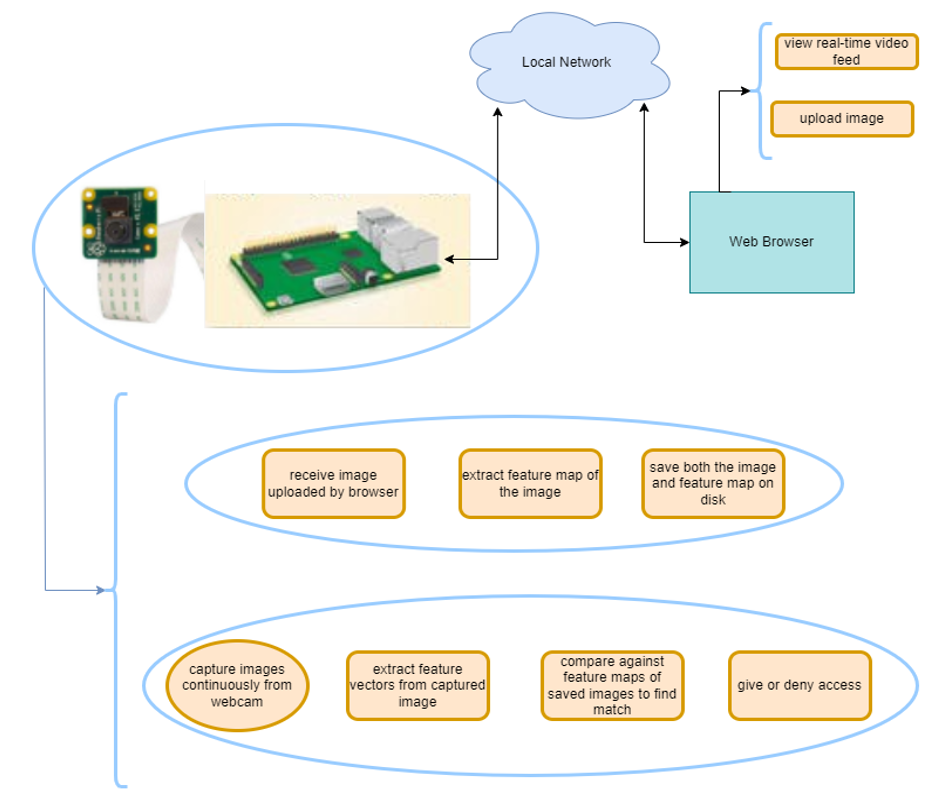 Local Network
view real-time video
feed
upload image
Web Browser
receive image
uploaded by browser
extract feature map of
the image
save both the image
and feature map on
disk
capture images
continuously from
webcam
extract feature
vectors from captured
image
compare against
feature maps of
saved images to find
match
give or deny access